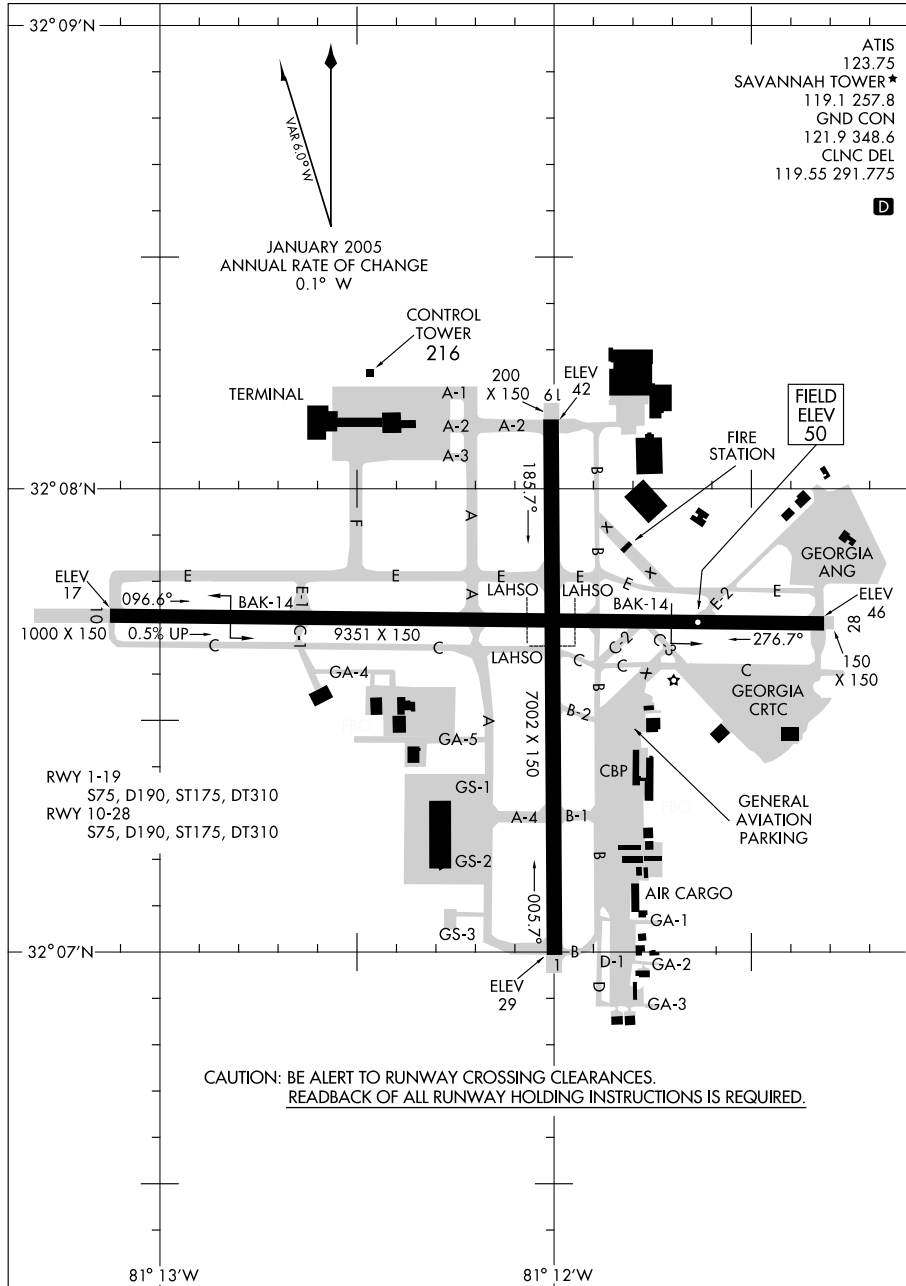 32°09'N
ATIS
123.75
SAVANNAH TOWER★
119.1 257.8
GND CON
121.9 348.6
CLNC DEL
119.55 291.775
D
VAR 6.0° W
JANUARY 2005
ANNUAL RATE OF CHANGE
0.1° W
CONTROL
TOWER
216
TERMINAL
200
X 150
19
ELEV
42
A-1
A-2
A-2
A-3
FIELD
ELEV
50
FIRE
STATION
32°08'N
185.7°
B
X
F
A
B
GEORGIA
ANG
ELEV
17
E
E
E
E
E
X
E-2
E
ELEV
46
E-1
A
LAHSO
LAHSO
BAK-14
BAK-14
096.6°
10
28
1000 X 150
0.5% UP
C-1
9351 X 150
C-2
C-3
276.7°
C
C
LAHSO
C
C
X
C
150
X 150
GA-4
B
GEORGIA
CRTC
A
B-2
7002 X 150
GA-5
CBP
RWY 1-19
S75, D190, ST175, DT310
RWY 10-28
S75, D190, ST175, DT310
GS-1
GENERAL
AVIATION
PARKING
A-4
B-1
GS-2
B
005.7°
AIR CARGO
GA-1
GS-3
32°07'N
1
B
D-1
GA-2
ELEV
29
D
GA-3
CAUTION: BE ALERT TO RUNWAY CROSSING CLEARANCES.
READBACK OF ALL RUNWAY HOLDING INSTRUCTIONS IS REQUIRED.
81° 13'W
81° 12'W